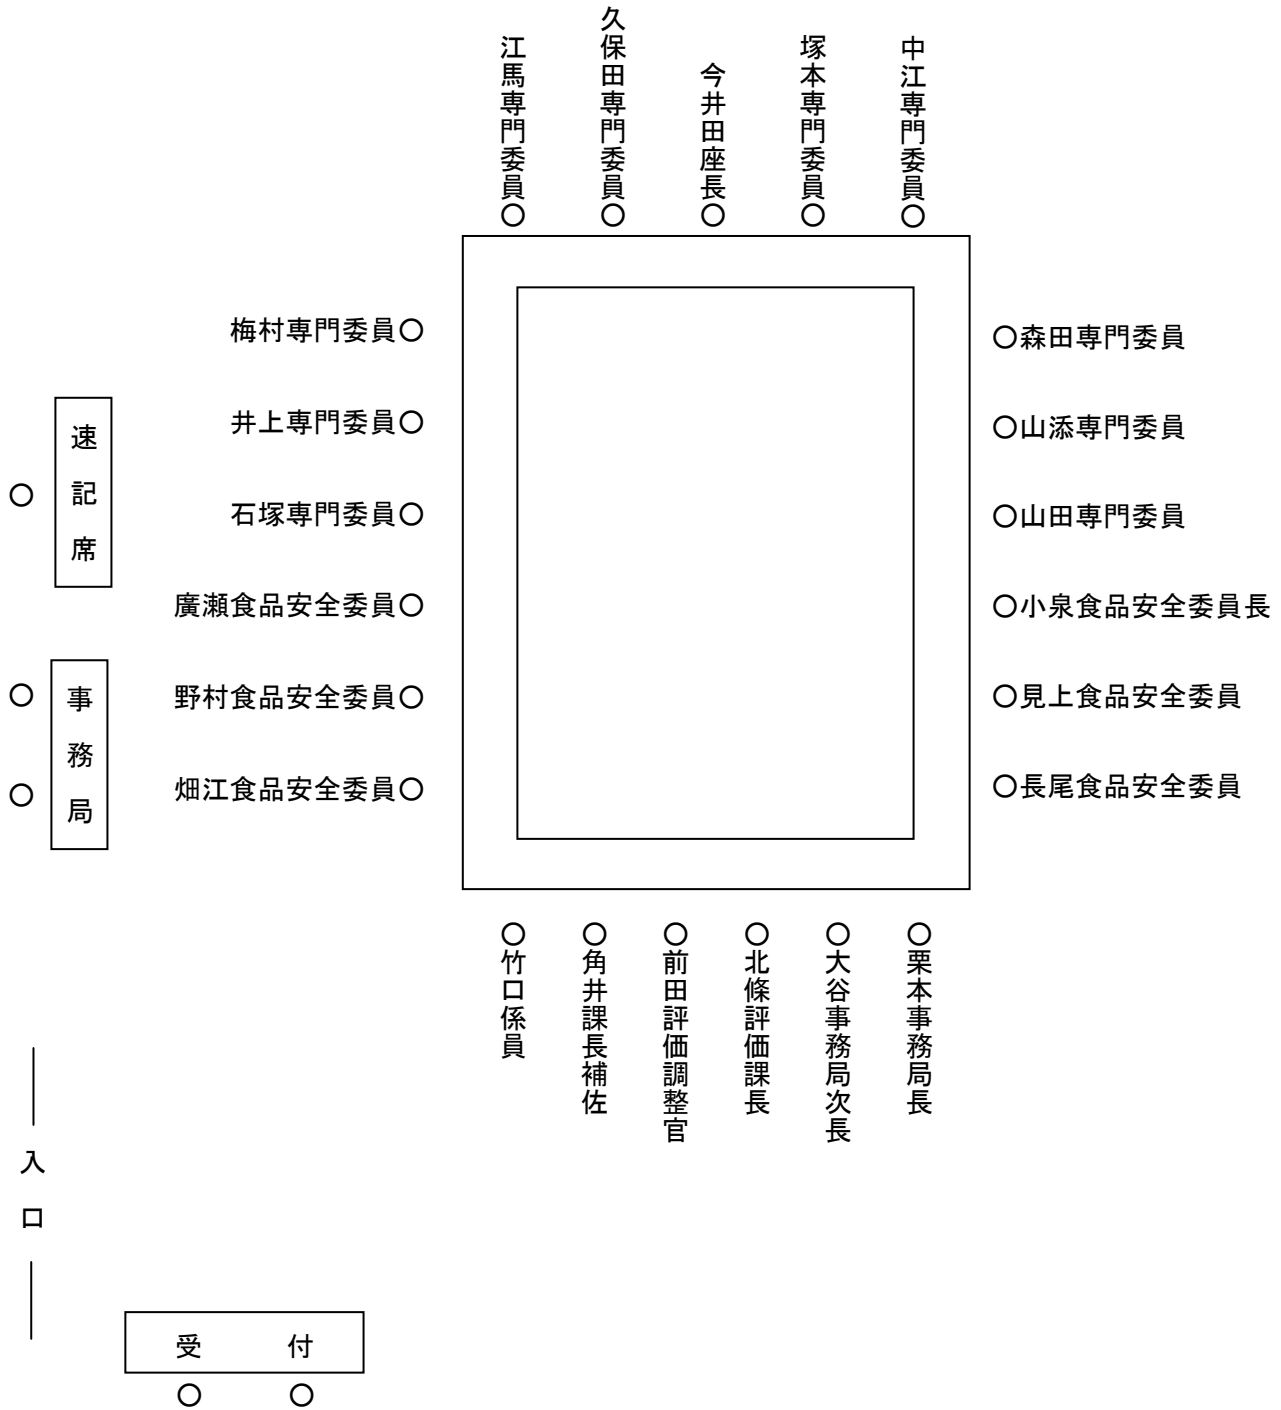 江馬専門委員○
久保田専門委員○
今井田座長○
塚本専門委員○
中江専門委員○
梅村専門委員○
井上専門委員○
石塚専門委員○
廣瀬食品安全委員○
野村食品安全委員○
畑江食品安全委員○
○森田専門委員
○山添専門委員
○山田専門委員
○小泉食品安全委員長
○見上食品安全委員
○長尾食品安全委員
速記席
事務局
○竹口係員
○角井課長補佐
○前田評価調整官
○北條評価課長
○大谷事務局次長
○栗本事務局長
入口
受付